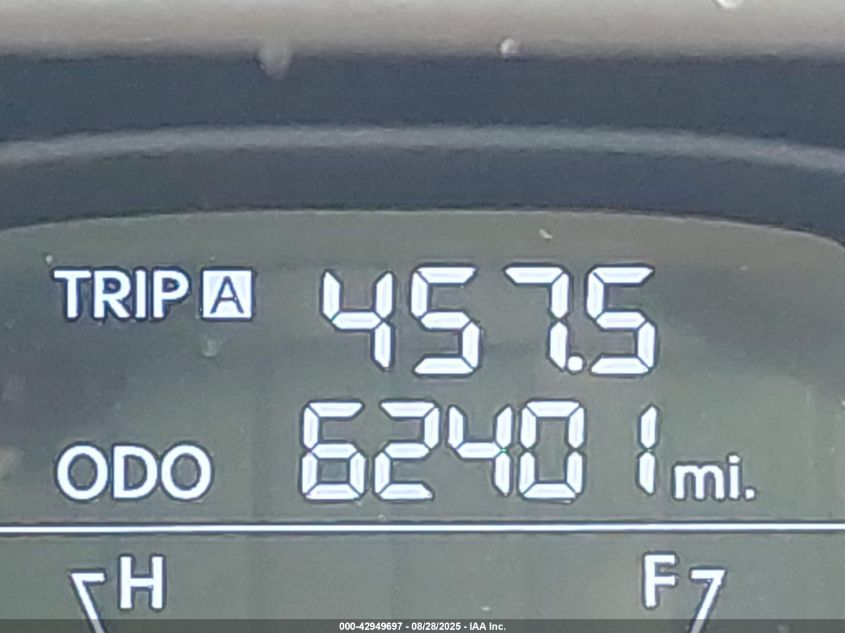 TRIP A 457.5
ODO 62401 mi.
H F
000-42949697 - 08/28/2025 - IAA Inc.